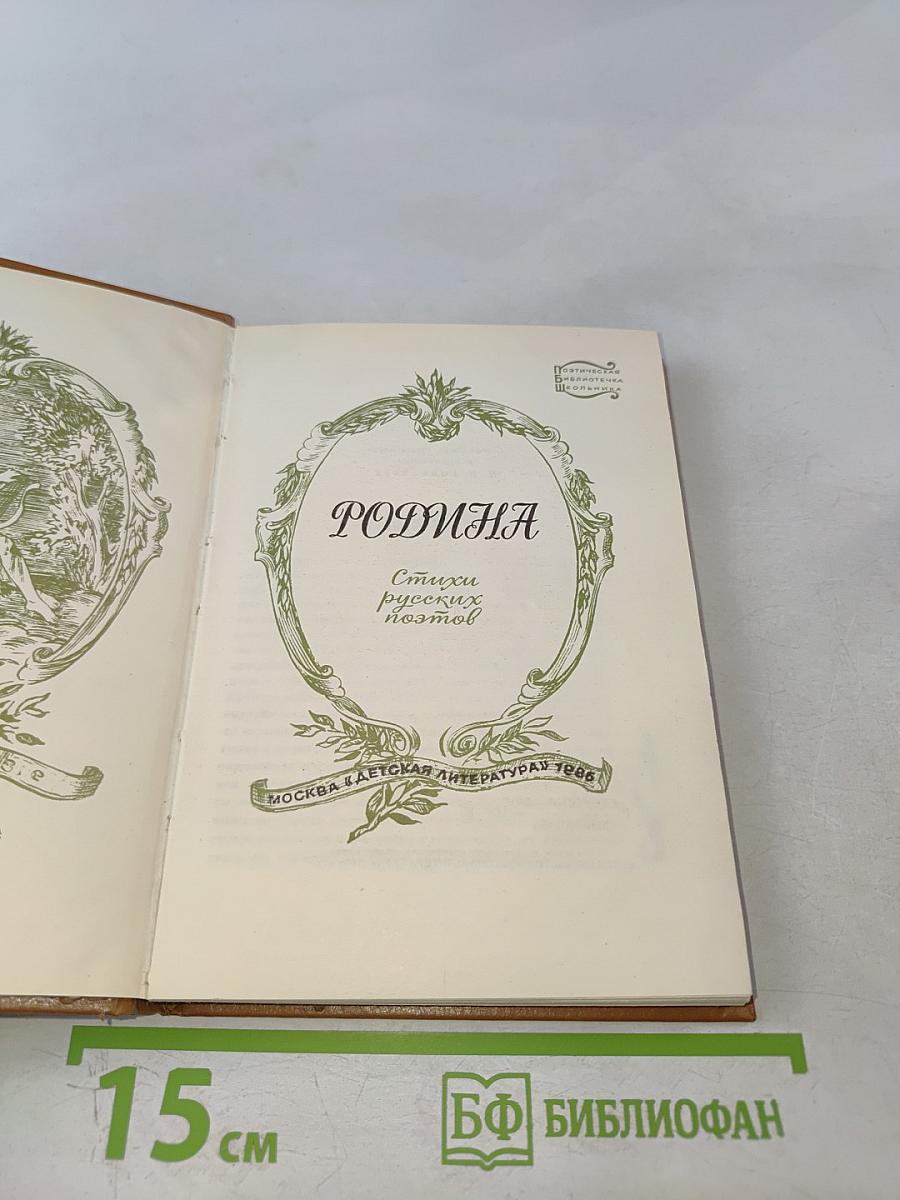 ПОЭТИЧЕСКАЯ
БИБЛИОТЕЧКА
ШКОЛЬНИКА
РОДИНА
Стихи
русских
поэтов
МОСКВА «ДЕТСКАЯ ЛИТЕРАТУРА» 1986
15 см
БФ БИБЛИОФАН